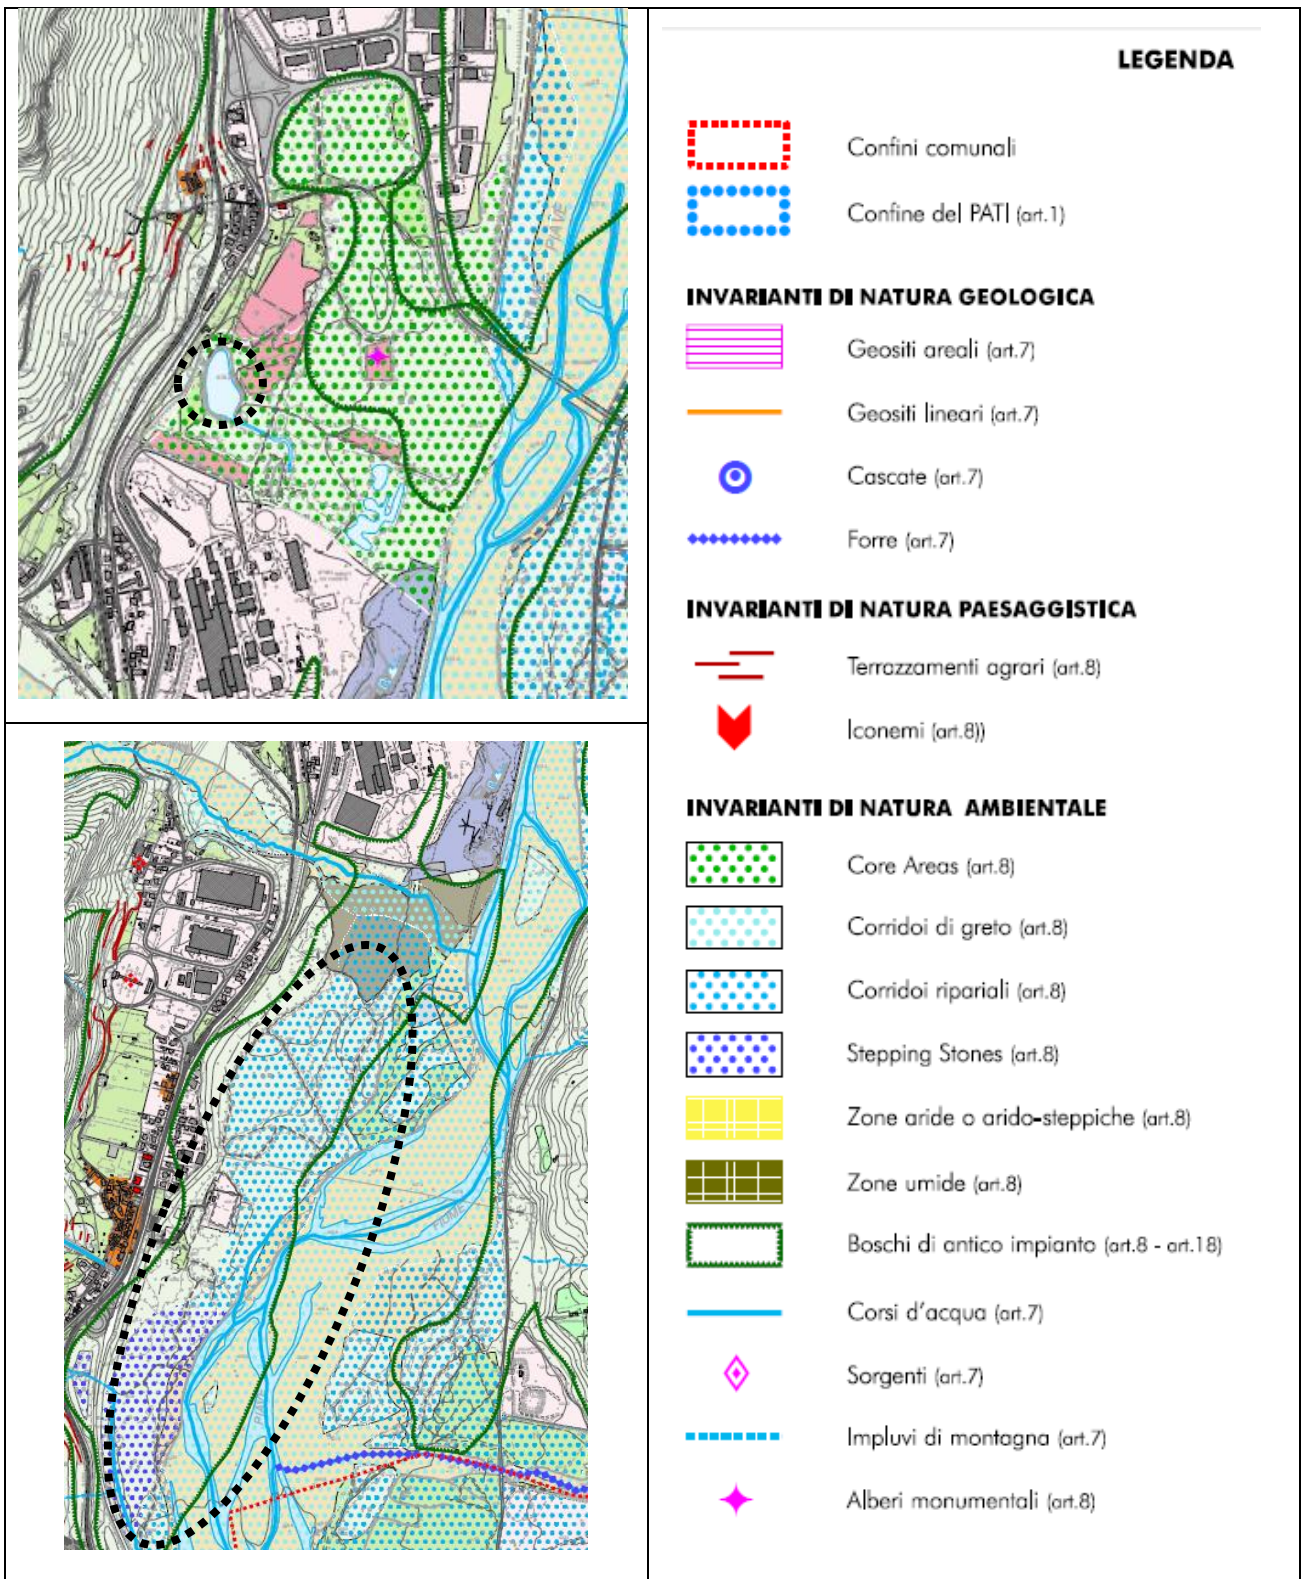 PIAVE
FIUME
PIAVE
LEGENDA
Confini comunali
Confine del PATI (art.1)
INVARIANTI DI NATURA GEOLOGICA
Geositi areali (art.7)
Geositi lineari (art.7)
Cascate (art.7)
Forre (art.7)
INVARIANTI DI NATURA PAESAGGISTICA
Terrazzamenti agrari (art.8)
Iconemi (art.8))
INVARIANTI DI NATURA AMBIENTALE
Core Areas (art.8)
Corridoi di greto (art.8)
Corridoi ripariali (art.8)
Stepping Stones (art.8)
Zone aride o arido-steppiche (art.8)
Zone umide (art.8)
Boschi di antico impianto (art.8 - art.18)
Corsi d'acqua (art.7)
Sorgenti (art.7)
Impluvi di montagna (art.7)
Alberi monumentali (art.8)